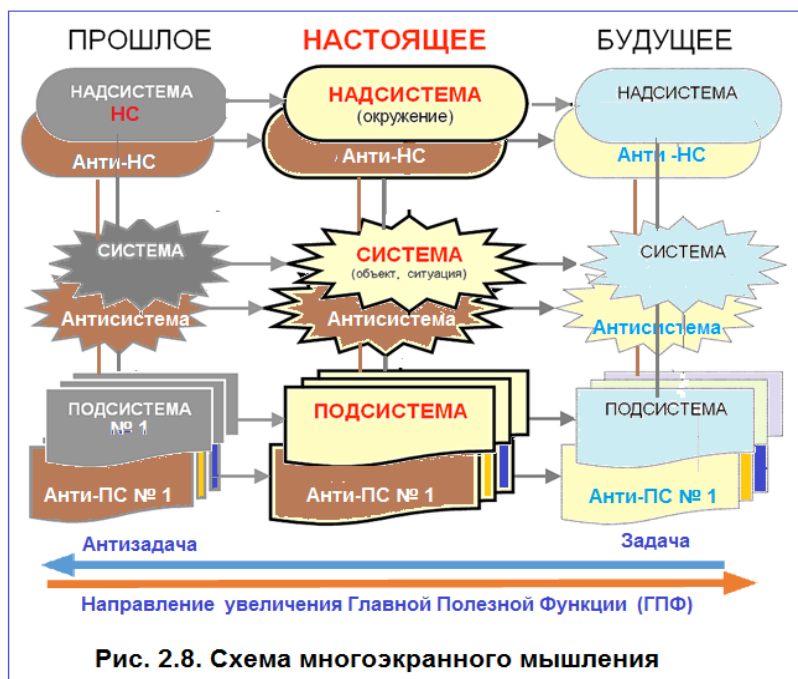 ПРОШЛОЕ НАСТОЯЩЕЕ БУДУЩЕЕ
НАДСИСТЕМА
НС
НАДСИСТЕМА
(окружение)
НАДСИСТЕМА
Анти-НС
Анти-НС
Анти -НС
СИСТЕМА
СИСТЕМА
(объект, ситуация)
СИСТЕМА
Антисистема
Антисистема
Антисистема
ПОДСИСТЕМА
№ 1
ПОДСИСТЕМА
ПОДСИСТЕМА
Анти-ПС № 1
Анти-ПС № 1
Анти-ПС № 1
Антизадача
Задача
Направление увеличения Главной Полезной Функции (ГПФ)
Рис. 2.8. Схема многоэкранного мышления